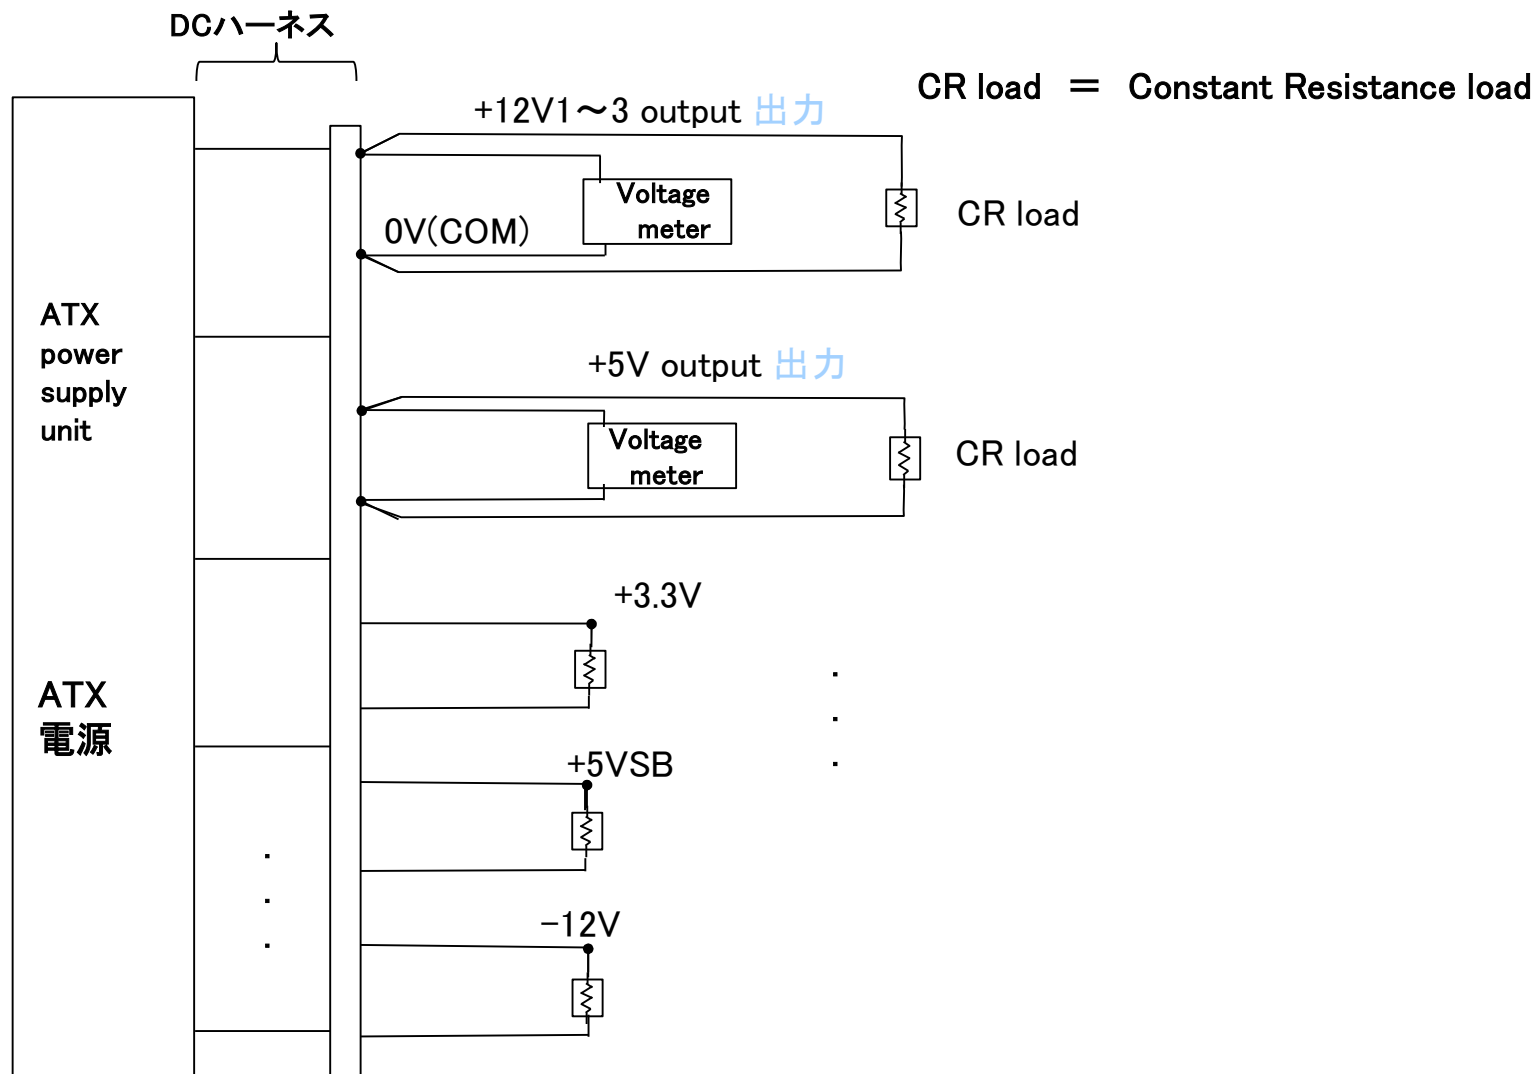 DCハーネス
CR load ＝ Constant Resistance load
+12V1～3 output 出力
Voltage
meter
CR load
0V(COM)
ATX
power
supply
unit
+5V output 出力
Voltage
meter
CR load
+3.3V
ATX
電源
+5VSB
-12V